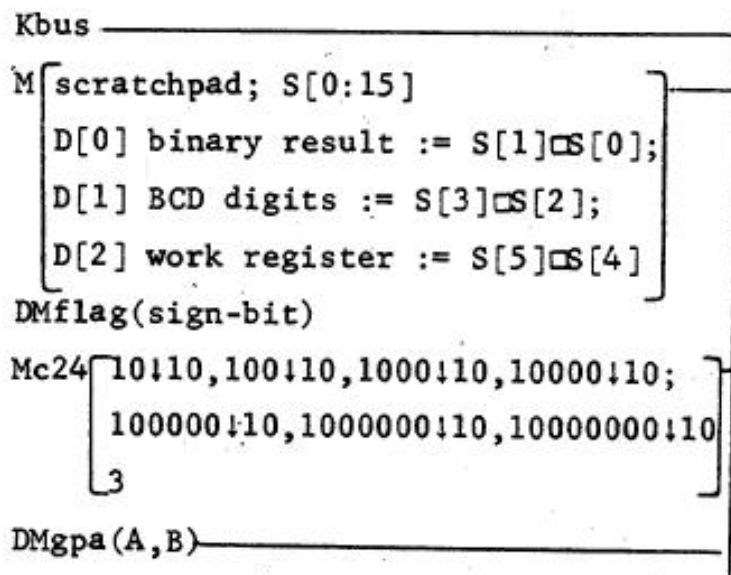 Kbus
M scratchpad; S[0:15]
D[0] binary result := S[1]□S[0];
D[1] BCD digits := S[3]□S[2];
D[2] work register := S[5]□S[4]
DMflag(sign-bit)
Mc24 10↓10,100↓10,1000↓10,10000↓10;
100000↓10,1000000↓10,10000000↓10
3
DMgpa(A,B)